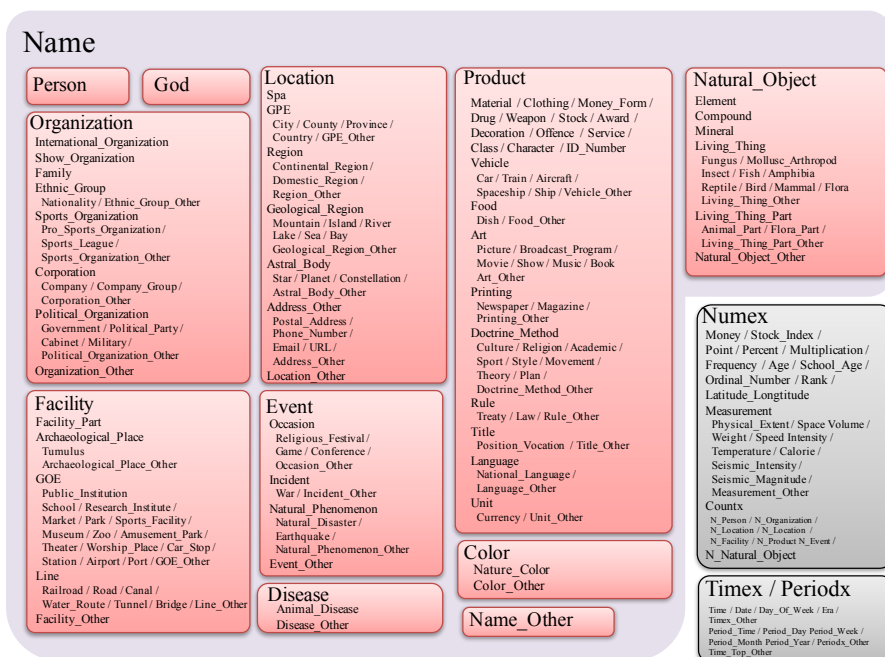 Name
Person
God
Organization
International_Organization
Show_Organization
Family
Ethnic_Group
Nationality / Ethnic_Group_Other
Sports_Organization
Pro_Sports_Organization /
Sports_League /
Sports_Organization_Other
Corporation
Company / Company_Group /
Corporation_Other
Political_Organization
Government / Political_Party /
Cabinet / Military /
Political_Organization_Other
Organization_Other
Facility
Facility_Part
Archaeological_Place
Tumulus
Archaeological_Place_Other
GOE
Public_Institution
School / Research_Institute /
Market / Park / Sports_Facility /
Museum / Zoo / Amusement_Park /
Theater / Worship_Place / Car_Stop /
Station / Airport / Port / GOE_Other
Line
Railroad / Road / Canal /
Water_Route / Tunnel / Bridge / Line_Other
Facility_Other
Location
Spa
GPE
City / County / Province /
Country / GPE_Other
Region
Continental_Region /
Domestic_Region /
Region_Other
Geological_Region
Mountain / Island / River
Lake / Sea / Bay
Geological_Region_Other
Astral_Body
Star / Planet / Constellation /
Astral_Body_Other
Address_Other
Postal_Address /
Phone_Number /
Email / URL /
Address_Other
Location_Other
Event
Occasion
Religious_Festival /
Game / Conference /
Occasion_Other
Incident
War / Incident_Other
Natural_Phenomenon
Natural_Disaster /
Earthquake /
Natural_Phenomenon_Other
Event_Other
Disease
Animal_Disease
Disease_Other
Product
Material / Clothing / Money_Form /
Drug / Weapon / Stock / Award /
Decoration / Offence / Service /
Class / Character / ID_Number
Vehicle
Car / Train / Aircraft /
Spaceship / Ship / Vehicle_Other
Food
Dish / Food_Other
Art
Picture / Broadcast_Program /
Movie / Show / Music / Book
Art_Other
Printing
Newspaper / Magazine /
Printing_Other
Doctrine_Method
Culture / Religion / Academic /
Sport / Style / Movement /
Theory / Plan /
Doctrine_Method_Other
Rule
Treaty / Law / Rule_Other
Title
Position_Vocation / Title_Other
Language
National_Language /
Language_Other
Unit
Currency / Unit_Other
Color
Nature_Color
Color_Other
Name_Other
Natural_Object
Element
Compound
Mineral
Living_Thing
Fungus / Mollusc_Arthropod
Insect / Fish / Amphibia
Reptile / Bird / Mammal / Flora
Living_Thing_Other
Living_Thing_Part
Animal_Part / Flora_Part /
Living_Thing_Part_Other
Natural_Object_Other
Numex
Money / Stock_Index /
Point / Percent / Multiplication /
Frequency / Age / School_Age /
Ordinal_Number / Rank /
Latitude_Longtitude
Measurement
Physical_Extent / Space Volume /
Weight / Speed Intensity /
Temperature / Calorie /
Seismic_Intensity /
Seismic_Magnitude /
Measurement_Other
Countx
N_Person / N_Organization /
N_Location / N_Location /
N_Facility / N_Product N_Event /
N_Natural_Object
Timex / Periodx
Time / Date / Day_Of_Week / Era /
Timex_Other
Period_Time / Period_Day Period_Week /
Period_Month Period_Year / Periodx_Other
Time_Top_Other